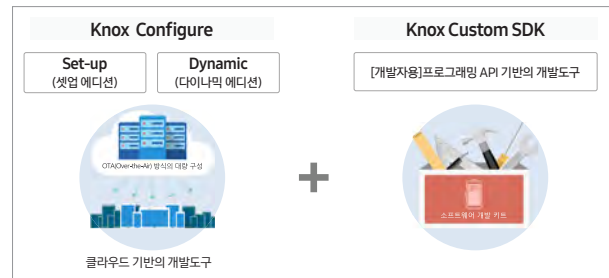 Knox Configure
Set-up
(셋업 에디션)
Dynamic
(다이나믹 에디션)
OTA(Over-the-Air) 방식의 대량 구성
클라우드 기반의 개발도구
+
Knox Custom SDK
[개발자용]프로그래밍 API 기반의 개발도구
소프트웨어 개발 키트